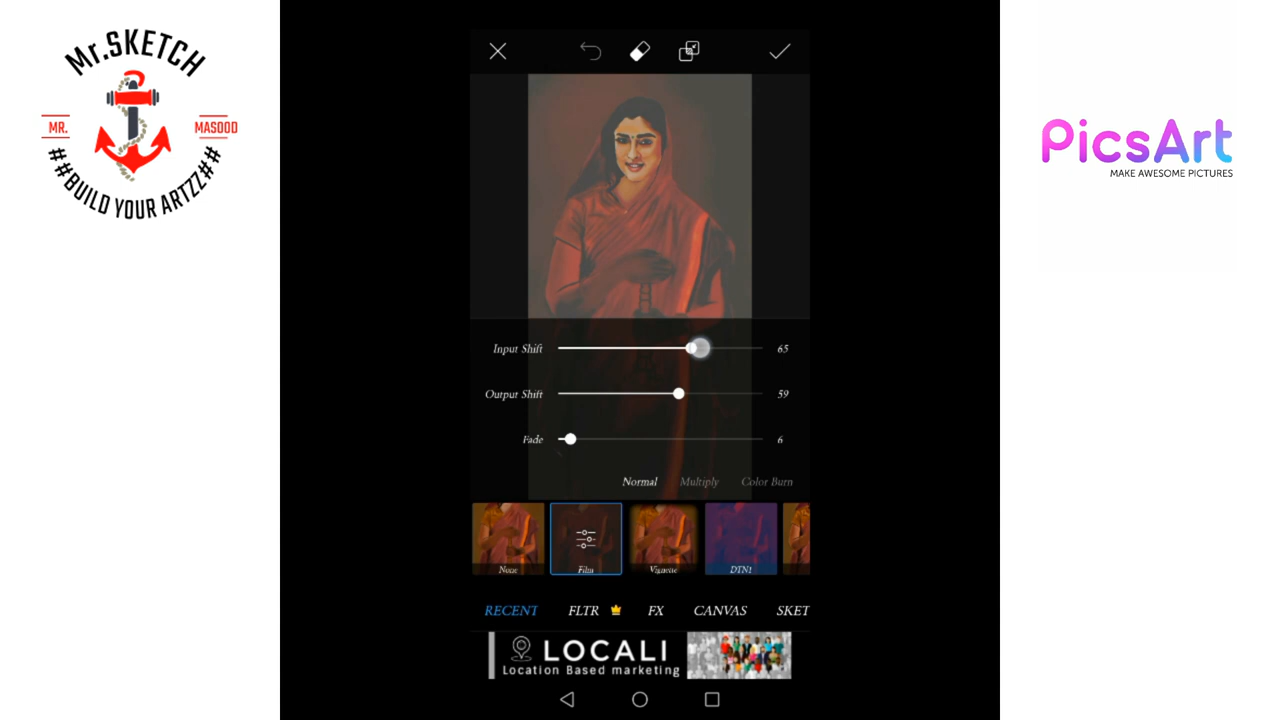 Mr.SKETCH
MR.
MASOOD
##BUILD YOUR ARTZZ##
PicsArt
MAKE AWESOME PICTURES
Input Shift 65
Output Shift 59
Fade 6
Normal Multiply Color Burn
None Film Vignette DTN1
RECENT FLTR FX CANVAS SKET
LOCALI
Location Based marketing